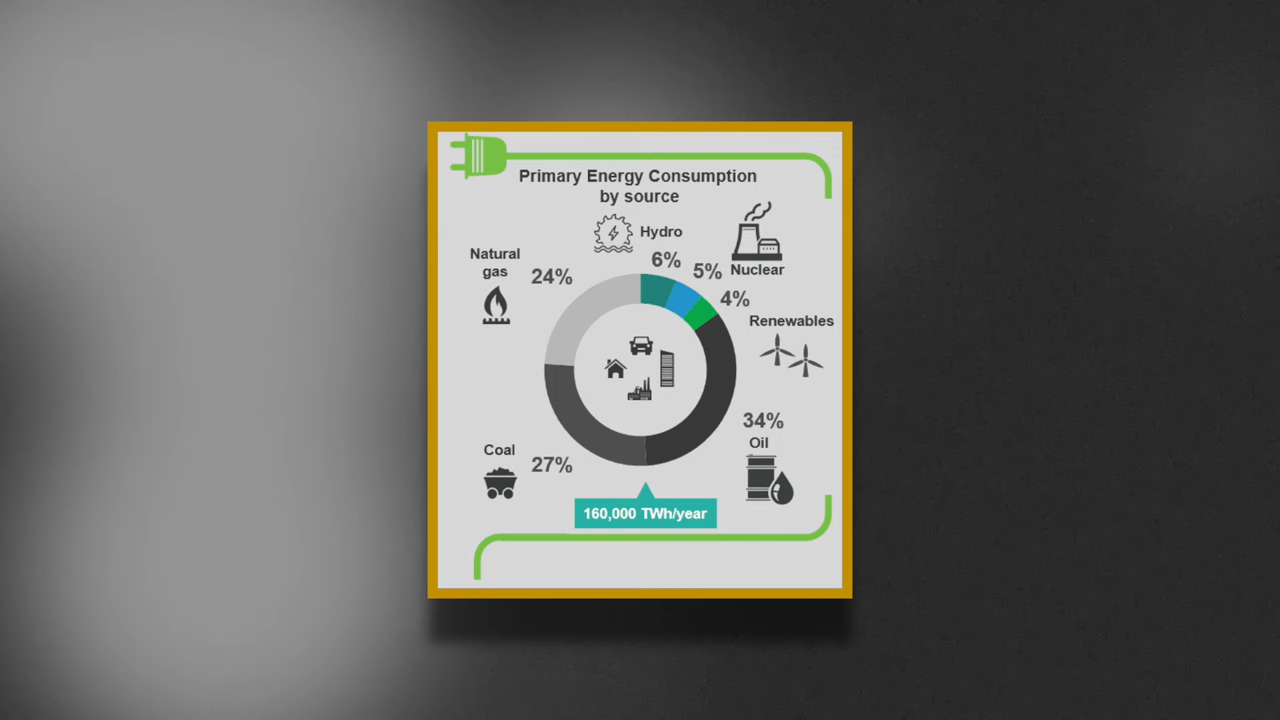 Primary Energy Consumption
by source
Hydro
6%
5%
Nuclear
4%
Renewables
Natural
gas
24%
34%
Oil
Coal
27%
160,000 TWh/year